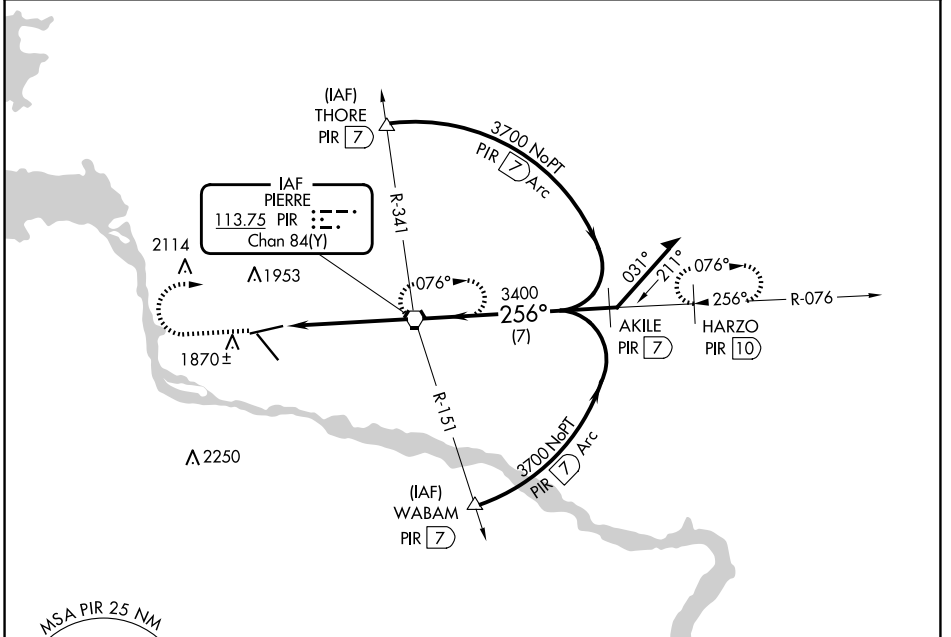 (IAF)
THORE
PIR 7
3700 NoPT
PIR 7 Arc
IAF
PIERRE
113.75 PIR
Chan 84(Y)
R-341
2114
1953
076°
3400
256°
(7)
031°
211°
076°
256°
R-076
AKILE
PIR 7
HARZO
PIR 10
1870±
R-151
3700 NoPT
PIR 7 Arc
2250
(IAF)
WABAM
PIR 7
MSA PIR 25 NM